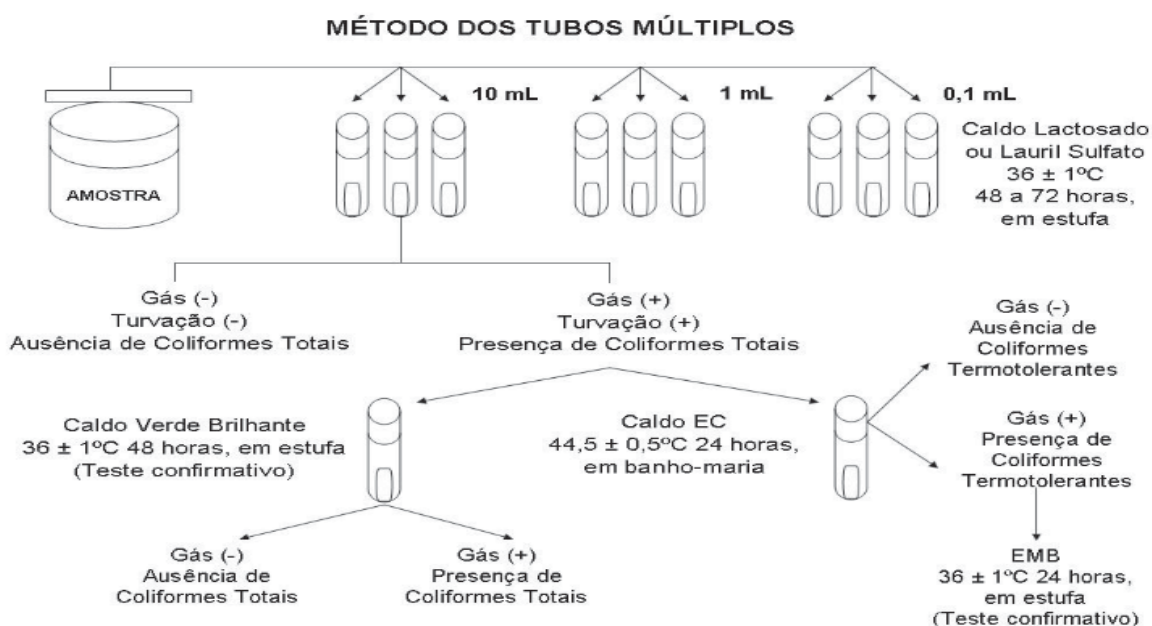 MÉTODO DOS TUBOS MÚLTIPLOS
10 mL
1 mL
0,1 mL
AMOSTRA
Caldo Lactosado
ou Lauril Sulfato
36 ± 1ºC
48 a 72 horas,
em estufa
Gás (-)
Turvação (-)
Ausência de Coliformes Totais
Gás (+)
Turvação (+)
Presença de Coliformes Totais
Gás (-)
Ausência de
Coliformes
Termotolerantes
Caldo Verde Brilhante
36 ± 1ºC 48 horas, em estufa
(Teste confirmativo)
Caldo EC
44,5 ± 0,5ºC 24 horas,
em banho-maria
Gás (+)
Presença de
Coliformes
Termotolerantes
Gás (-)
Ausência de
Coliformes Totais
Gás (+)
Presença de
Coliformes Totais
EMB
36 ± 1ºC 24 horas,
em estufa
(Teste confirmativo)